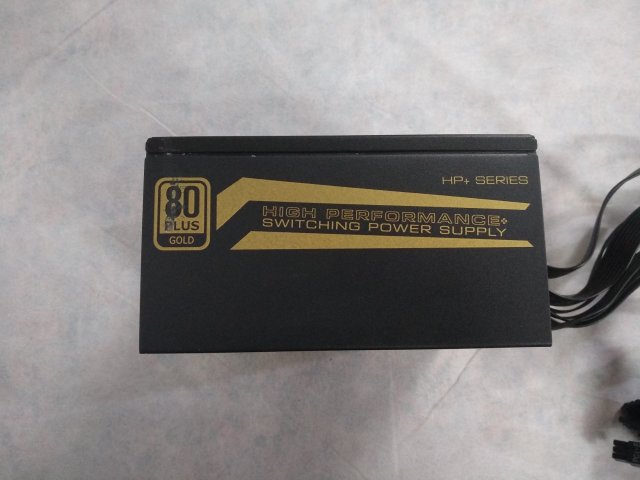 HP+ SERIES
80
PLUS
GOLD
HIGH PERFORMANCE+
SWITCHING POWER SUPPLY